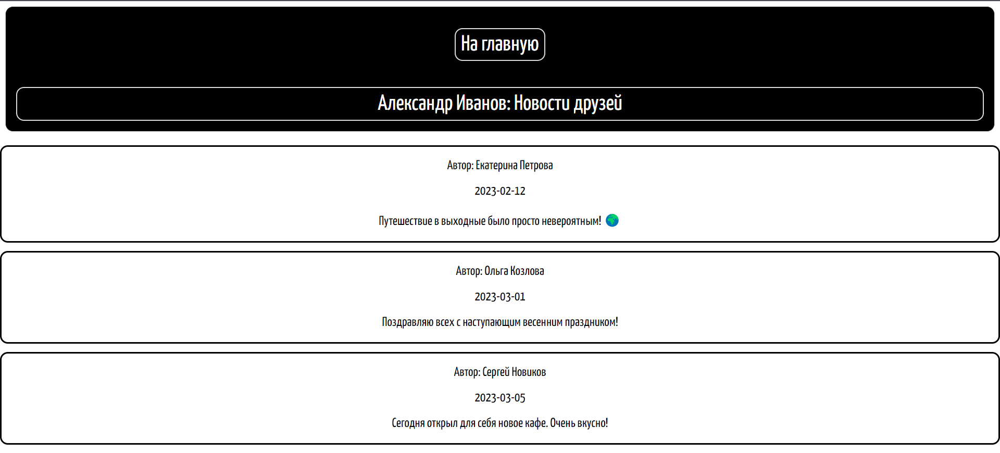 На главную
Александр Иванов: Новости друзей
Автор: Екатерина Петрова
2023-02-12
Путешествие в выходные было просто невероятным! 🌍
Автор: Ольга Козлова
2023-03-01
Поздравляю всех с наступающим весенним праздником!
Автор: Сергей Новиков
2023-03-05
Сегодня открыл для себя новое кафе. Очень вкусно!